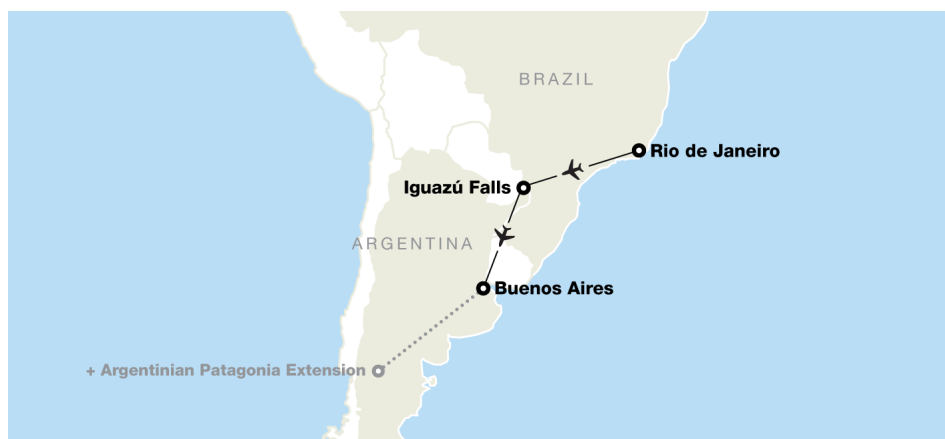 BRAZIL
Rio de Janeiro
Iguazú Falls
ARGENTINA
Buenos Aires
+ Argentinian Patagonia Extension